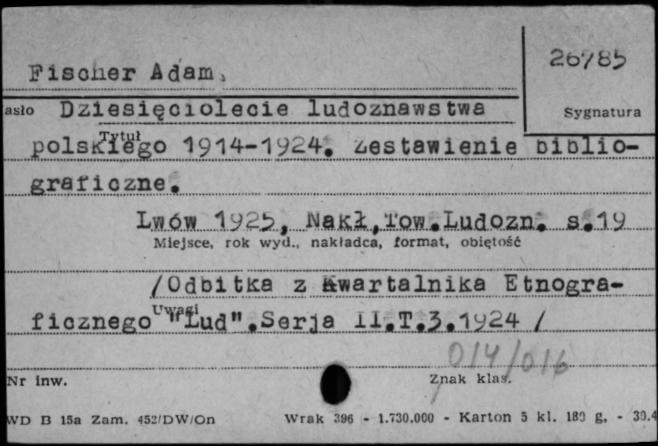 26785
Fischer Adam.
asło Dziesięciolecie ludoznawstwa
Sygnatura
Tytuł
polskiego 1914-1924. Zestawienie biblio-
graficzne.
Lwów 1925, Nakł,Tow.Ludozn. s.19
Miejsce, rok wyd., nakładca, format, objętość
/Odbitka z Kwartalnika Etnogra-
Uwagi
ficznego "Lud".Serja II.T.3.1924 /
014/016
Nr inw.
Znak klas.
WD B 15a Zam. 452/DW/On Wrak 396 - 1.730.000 - Karton 5 kl. 180 g, - 30.4